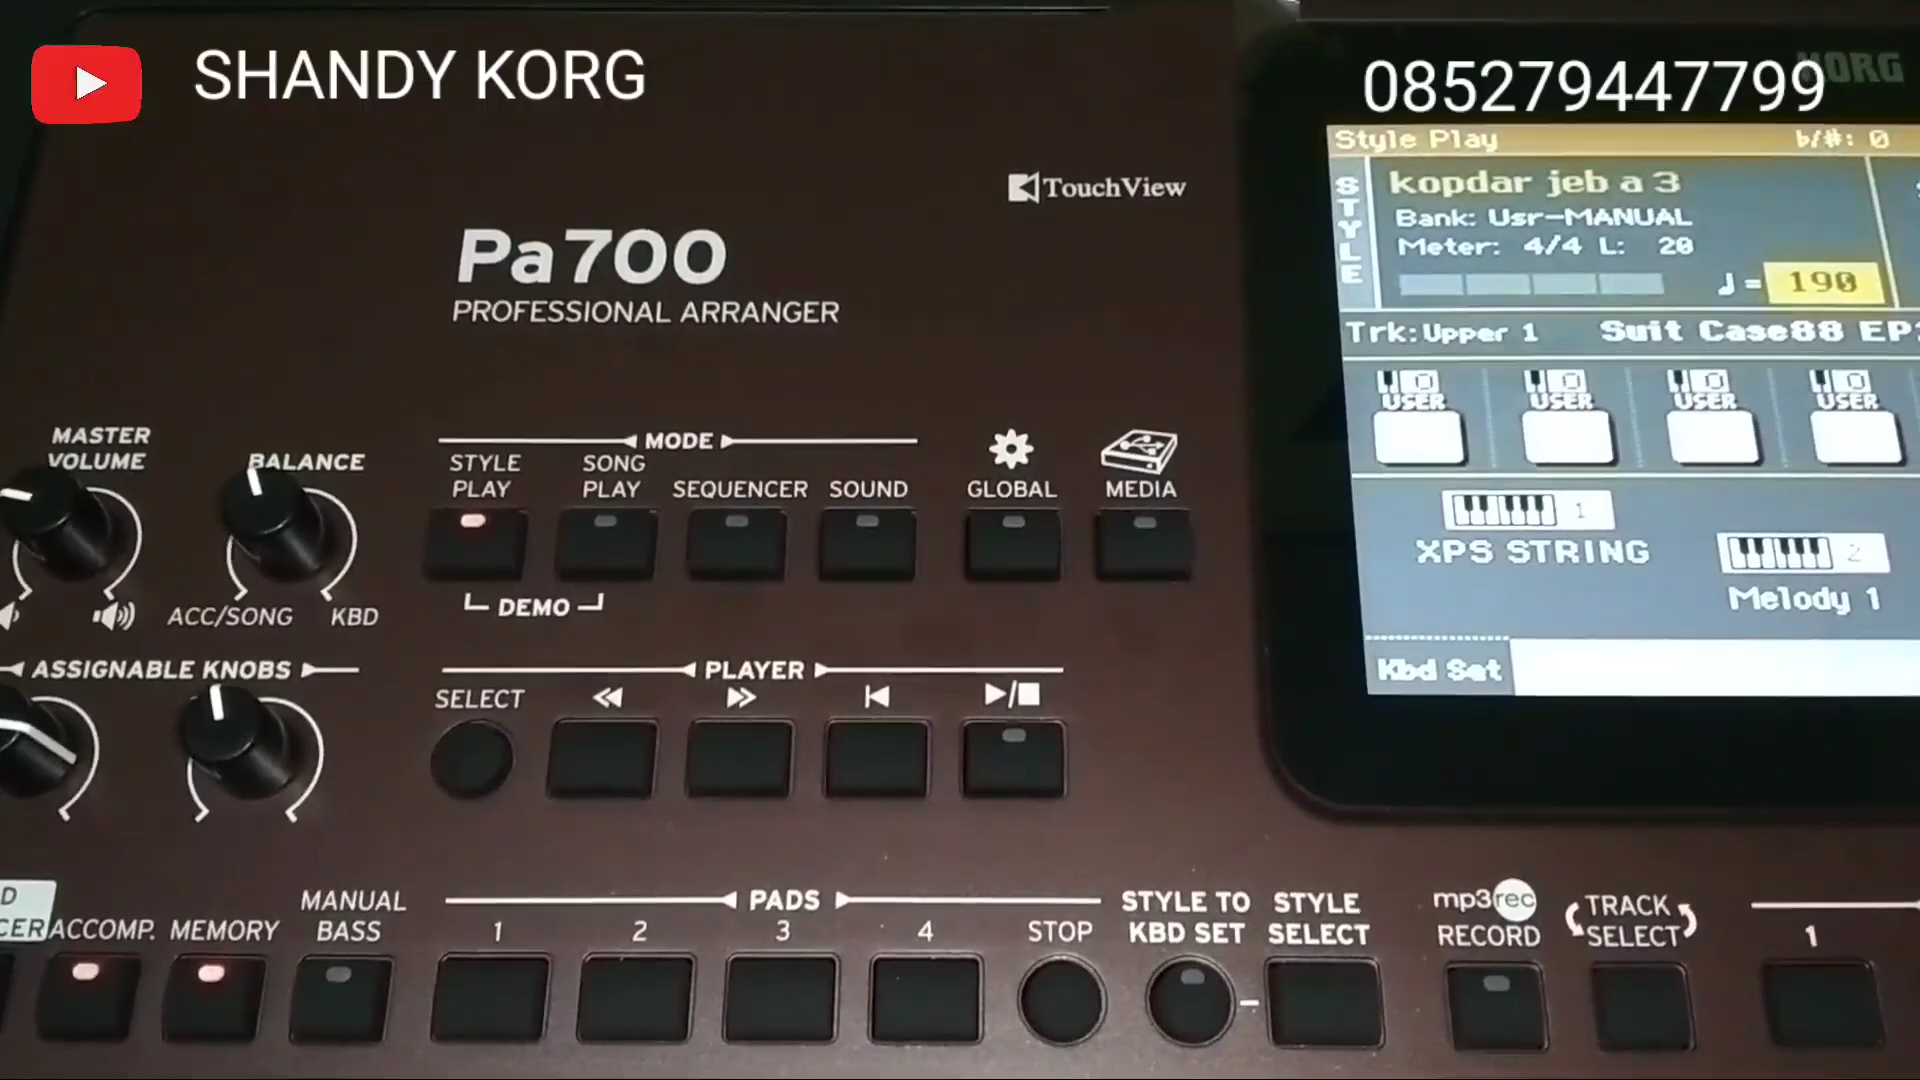 SHANDY KORG
085279447799
KORG
TouchView
Pa700
PROFESSIONAL ARRANGER
Style Play
b/#: 0
STYLE
kopdar jeb a 3
Bank: Usr-MANUAL
Meter: 4/4 L: 20
♩= 190
Trk: Upper 1
Suit Case88 EP
0 0 0 0
USER USER USER USER
1
XPS STRING
2
Melody 1
Kbd Set
MASTER
VOLUME
BALANCE
ACC/SONG KBD
ASSIGNABLE KNOBS
MODE
STYLE
PLAY
SONG
PLAY
SEQUENCER
SOUND
GLOBAL
MEDIA
DEMO
PLAYER
SELECT
ACCOMP.
MEMORY
MANUAL
BASS
PADS
1 2 3 4
STOP
STYLE TO
KBD SET
STYLE
SELECT
mp3rec
RECORD
TRACK
SELECT
1